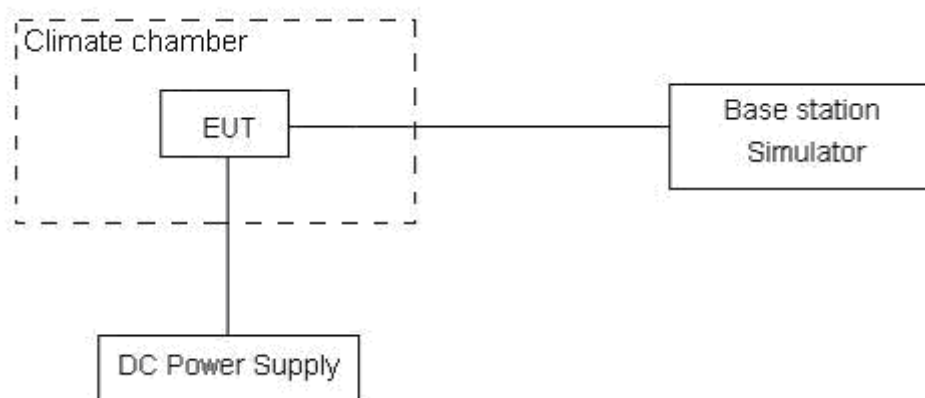 Climate chamber
EUT
Base station
Simulator
DC Power Supply